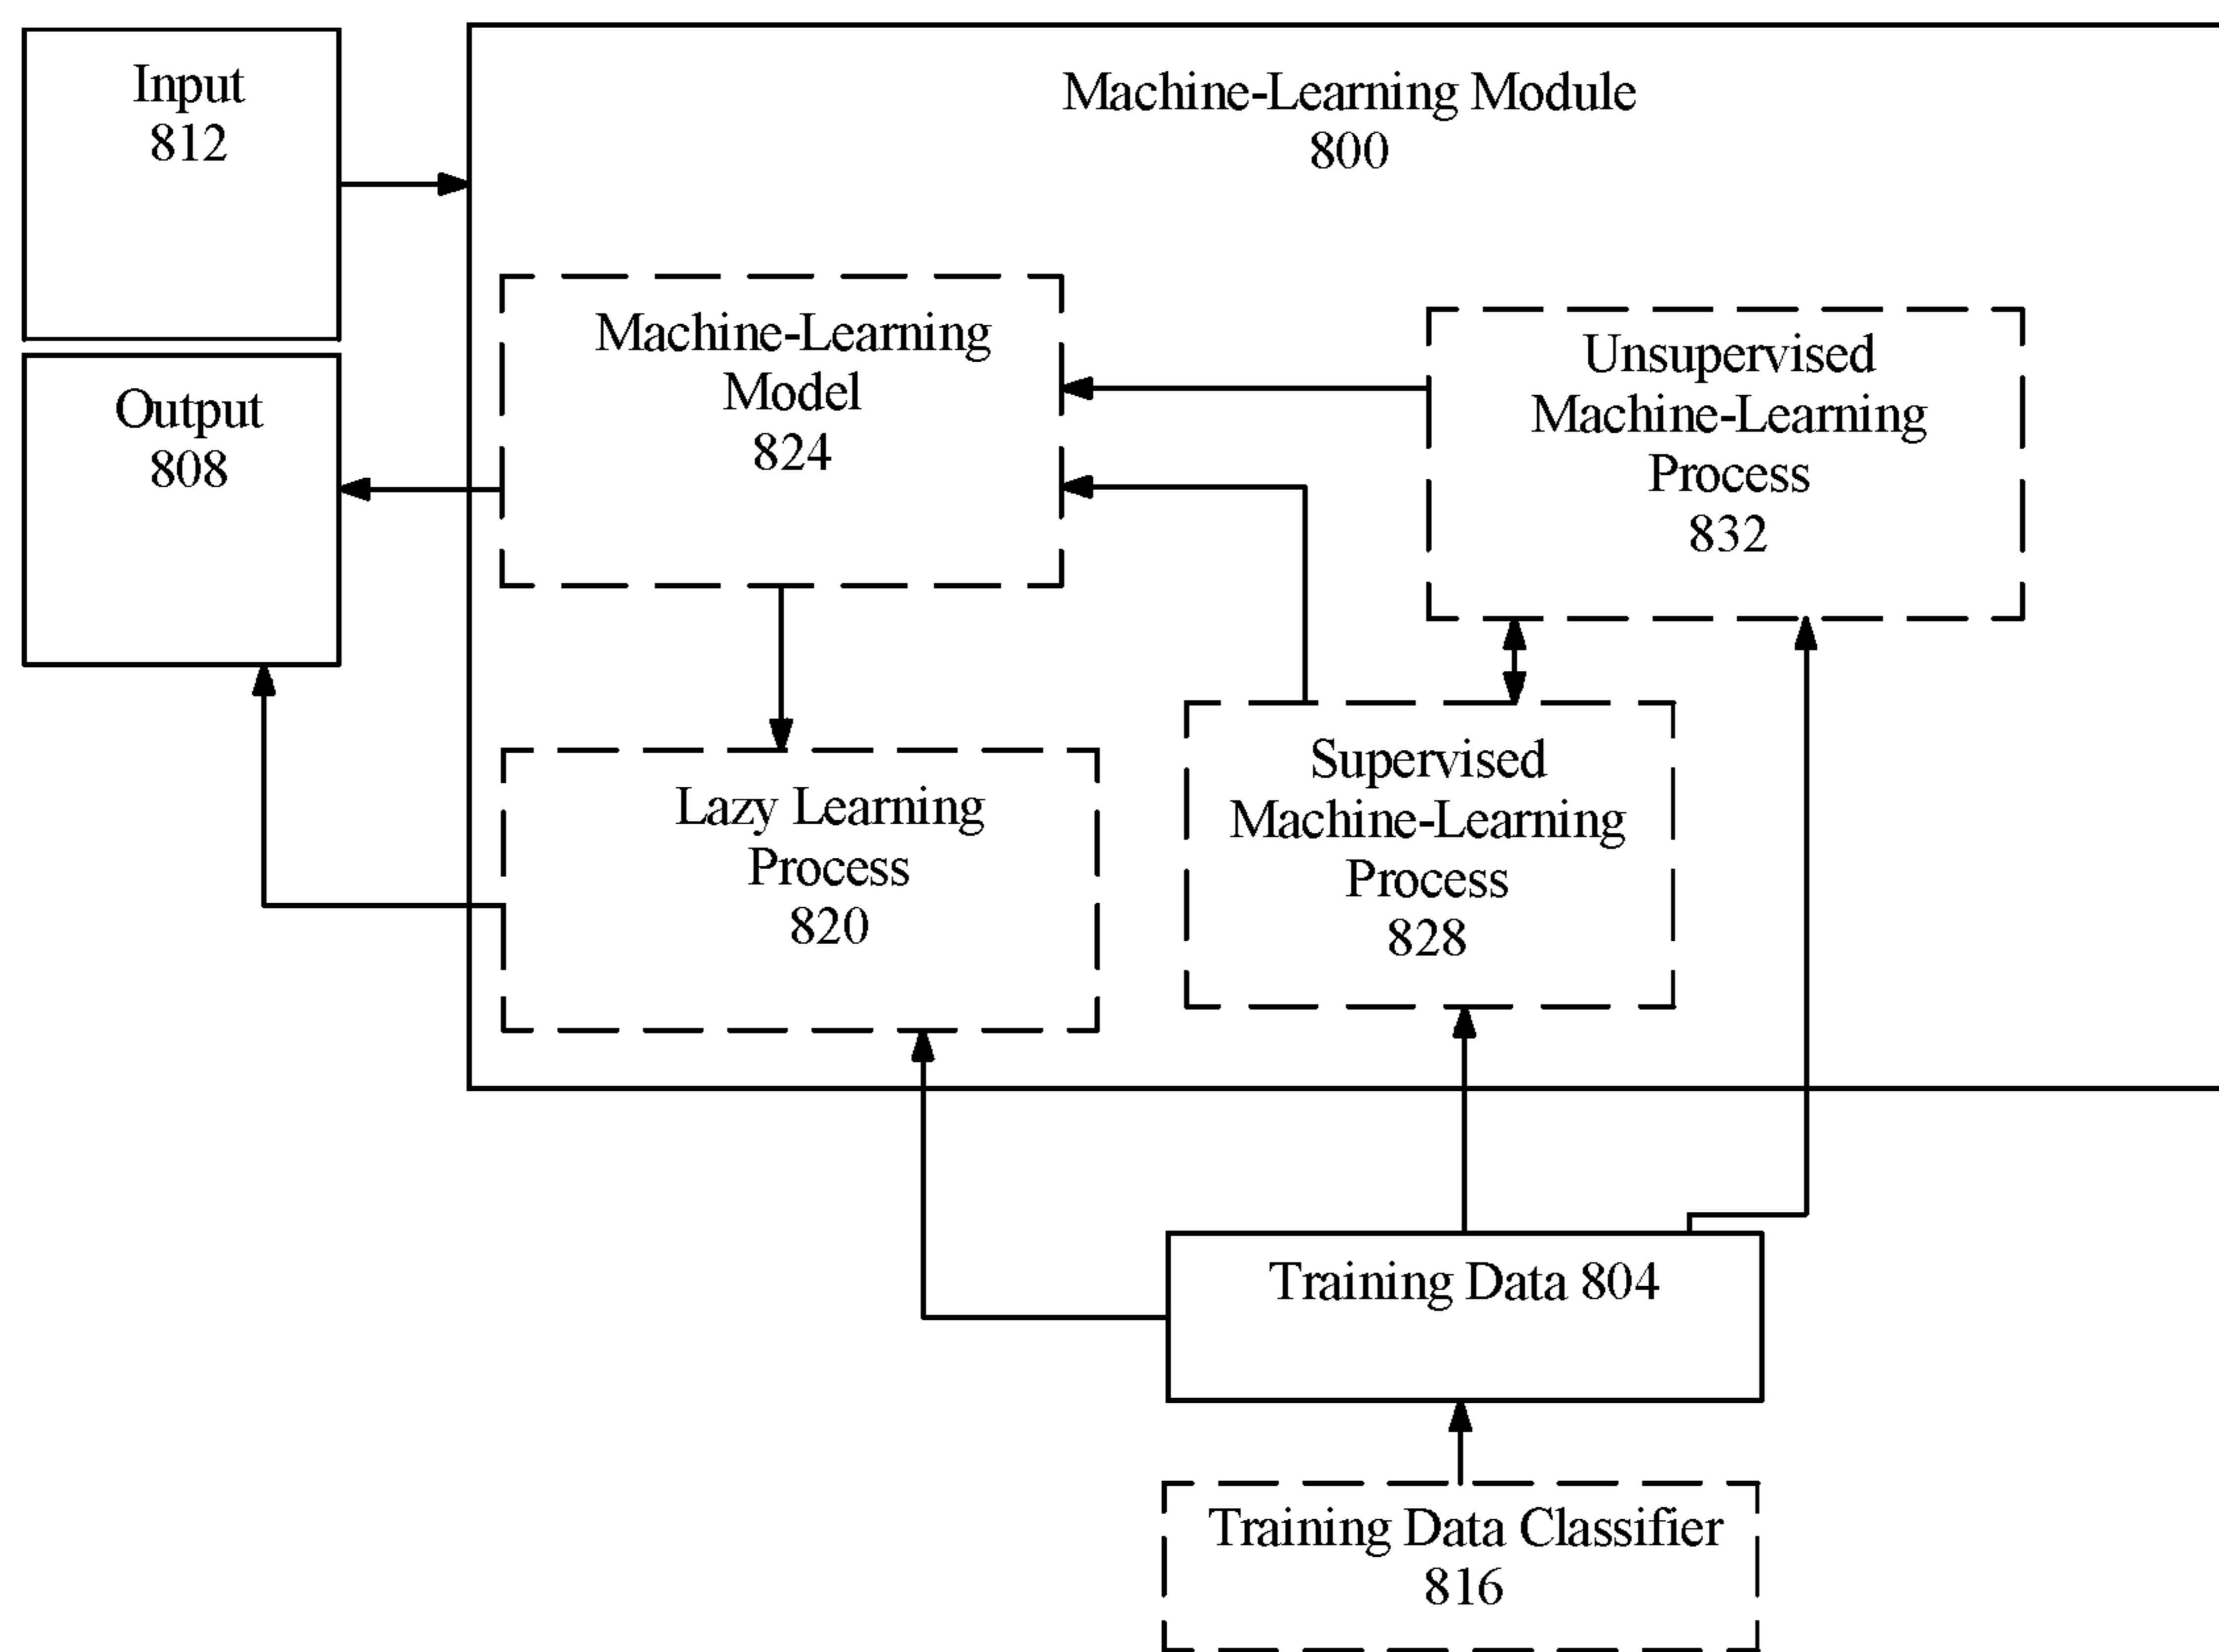 Input
812
Machine-Learning Module
800
Output
808
Machine-Learning
Model
824
Unsupervised
Machine-Learning
Process
832
Lazy Learning
Process
820
Supervised
Machine-Learning
Process
828
Training Data 804
Training Data Classifier
816